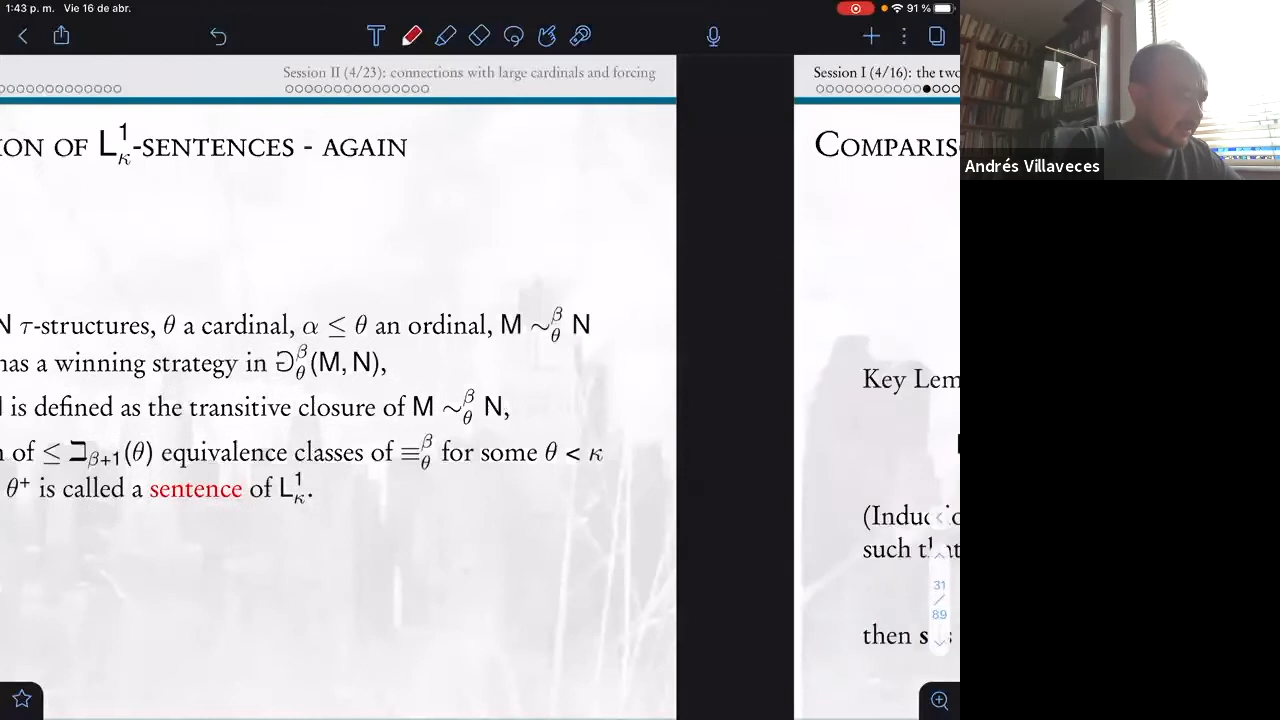 1:43 p. m. Vie 16 de abr.
91 %
Session II (4/23): connections with large cardinals and forcing
ION OF L¹κ-SENTENCES - AGAIN
N τ-structures, θ a cardinal, α ≤ θ an ordinal, M ∼βθ N
has a winning strategy in ⅁βθ(M, N),
is defined as the transitive closure of M ∼βθ N,
of ≤ ℶβ+1(θ) equivalence classes of ≡βθ for some θ < κ
θ+ is called a sentence of L¹κ.
Session I (4/16): the two
COMPARIS
Key Lem
(Induc
such that
then s
31
/
89
Andrés Villaveces